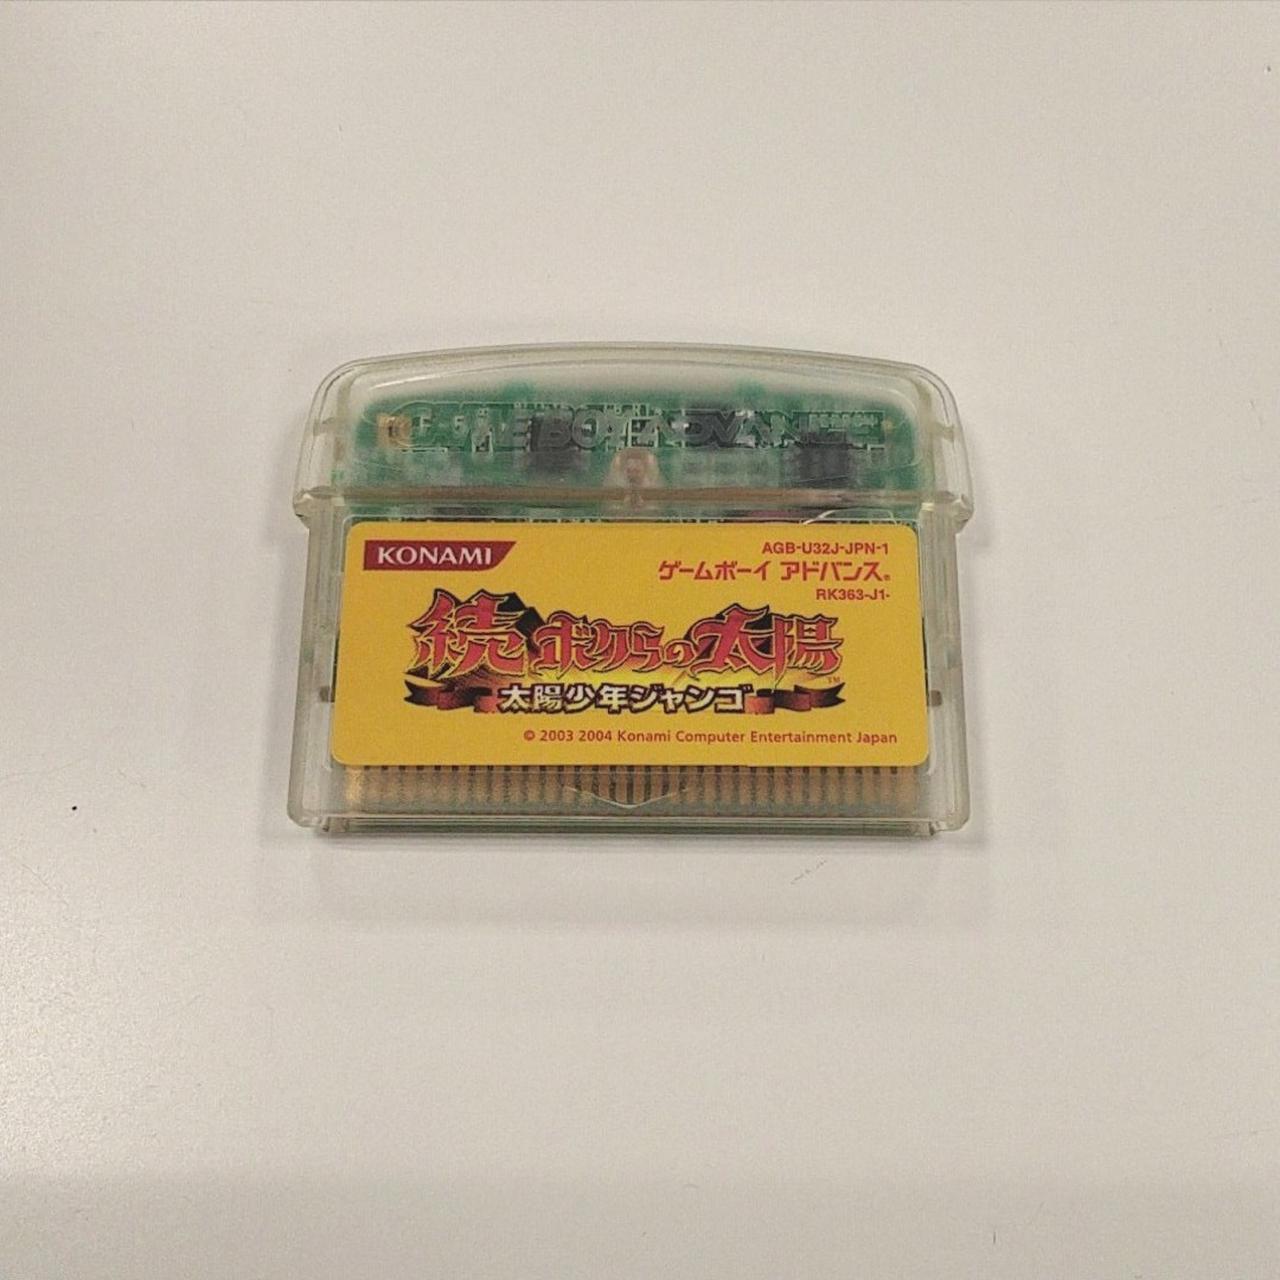 GAME BOY ADVANCE
KONAMI
AGB-U32J-JPN-1
ゲームボーイ アドバンス®
RK363-J1-
続 ボクらの太陽™
太陽少年ジャンゴ
© 2003 2004 Konami Computer Entertainment Japan